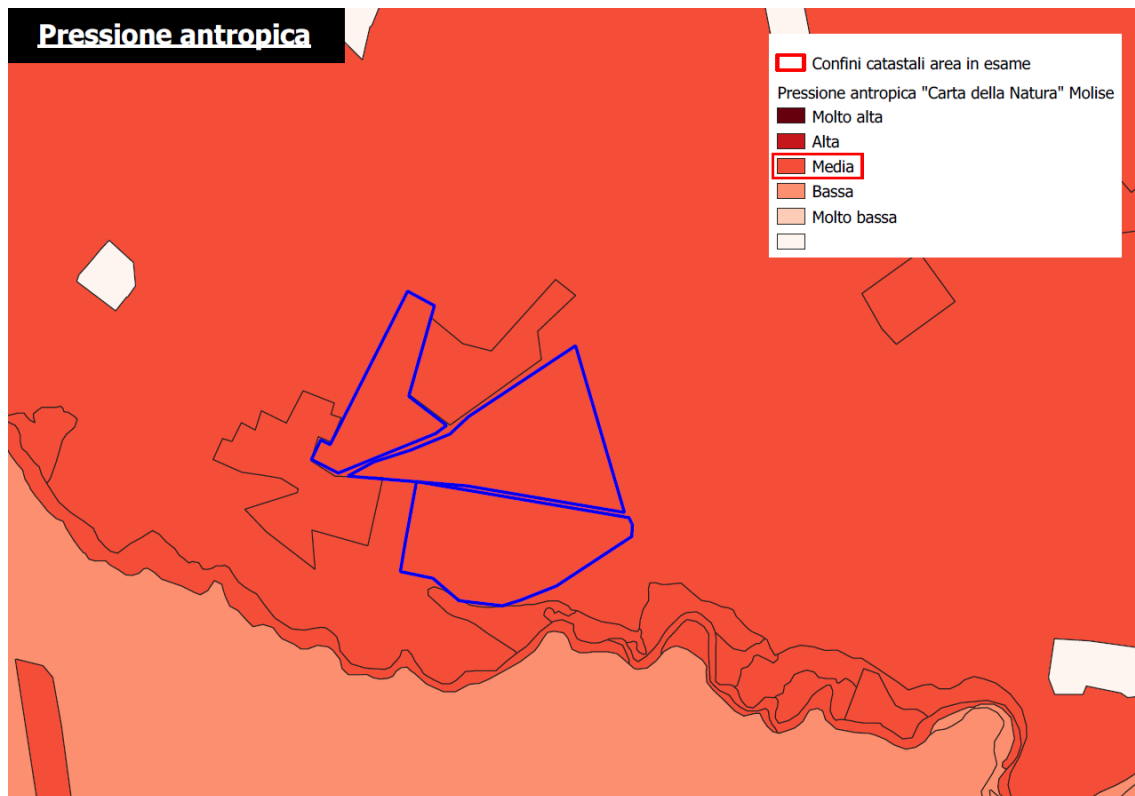 Pressione antropica
Confini catastali area in esame
Pressione antropica "Carta della Natura" Molise
Molto alta
Alta
Media
Bassa
Molto bassa